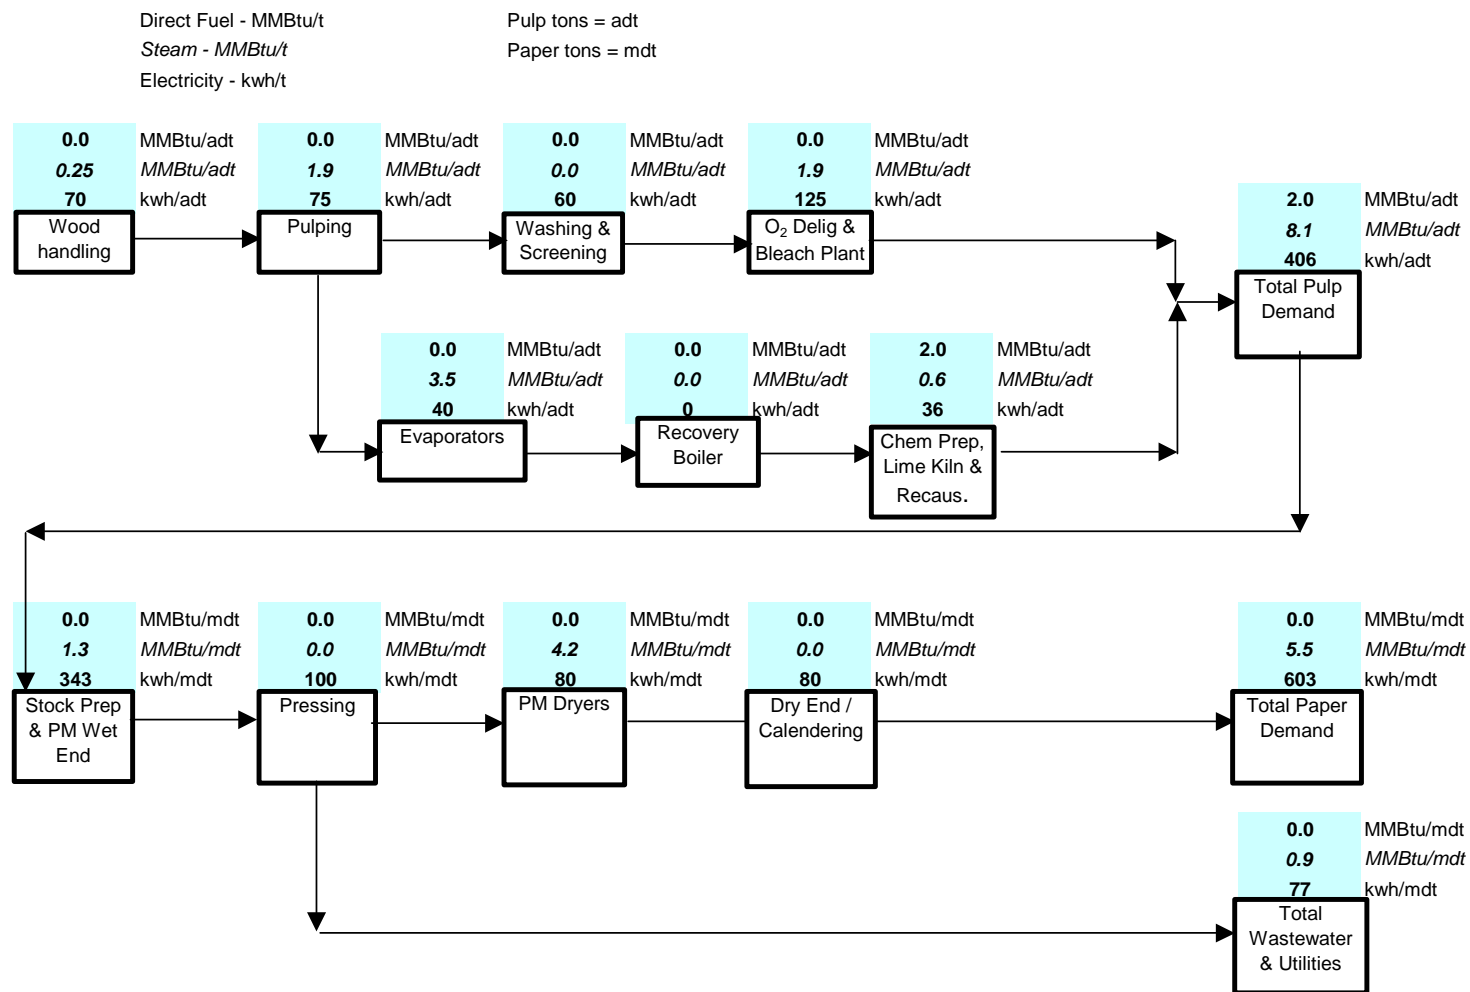 Direct Fuel - MMBtu/t
Pulp tons = adt
Steam - MMBtu/t
Paper tons = mdt
Electricity - kwh/t
0.0 MMBtu/adt
0.25 MMBtu/adt
70 kwh/adt
Wood
handling
0.0 MMBtu/adt
1.9 MMBtu/adt
75 kwh/adt
Pulping
0.0 MMBtu/adt
0.0 MMBtu/adt
60 kwh/adt
Washing &
Screening
0.0 MMBtu/adt
1.9 MMBtu/adt
125 kwh/adt
O₂ Delig &
Bleach Plant
2.0 MMBtu/adt
8.1 MMBtu/adt
406 kwh/adt
Total Pulp
Demand
0.0 MMBtu/adt
3.5 MMBtu/adt
40 kwh/adt
Evaporators
0.0 MMBtu/adt
0.0 MMBtu/adt
0 kwh/adt
Recovery
Boiler
2.0 MMBtu/adt
0.6 MMBtu/adt
36 kwh/adt
Chem Prep,
Lime Kiln &
Recaus.
0.0 MMBtu/mdt
1.3 MMBtu/mdt
343 kwh/mdt
Stock Prep
& PM Wet
End
0.0 MMBtu/mdt
0.0 MMBtu/mdt
100 kwh/mdt
Pressing
0.0 MMBtu/mdt
4.2 MMBtu/mdt
80 kwh/mdt
PM Dryers
0.0 MMBtu/mdt
0.0 MMBtu/mdt
80 kwh/mdt
Dry End /
Calendering
0.0 MMBtu/mdt
5.5 MMBtu/mdt
603 kwh/mdt
Total Paper
Demand
0.0 MMBtu/mdt
0.9 MMBtu/mdt
77 kwh/mdt
Total
Wastewater
& Utilities